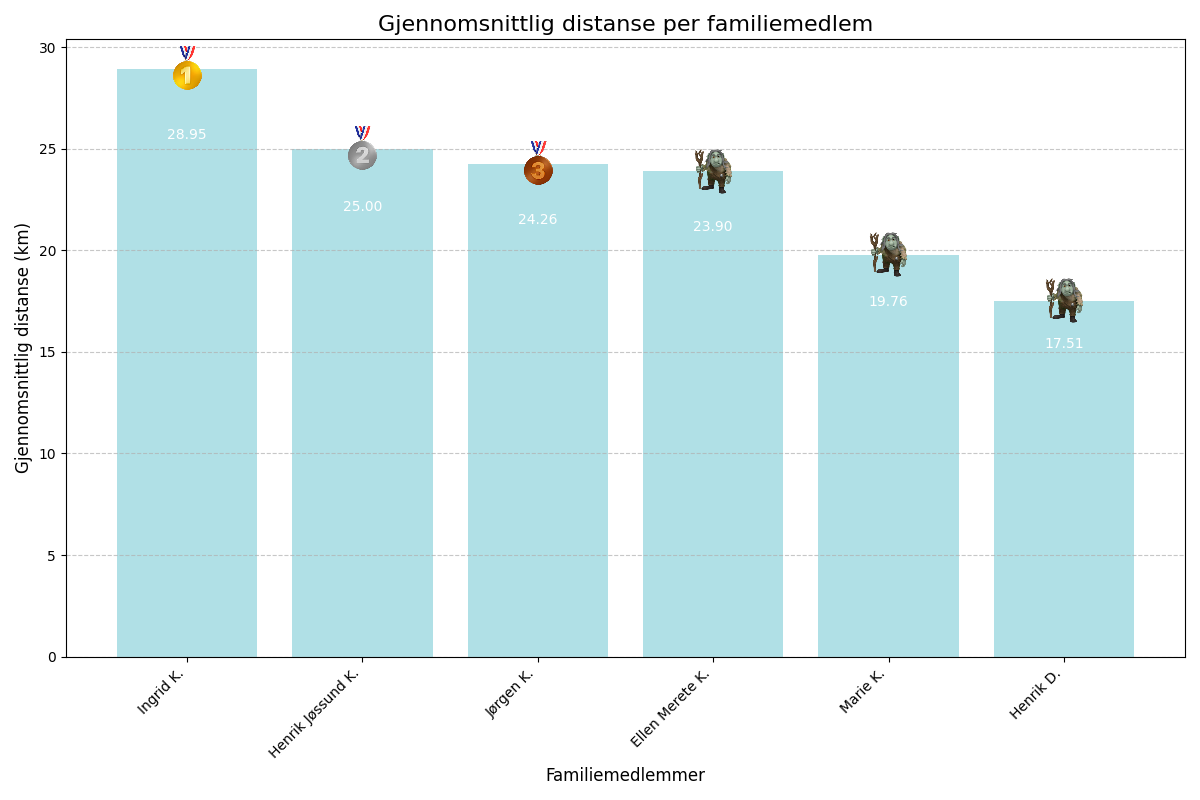 Gjennomsnittlig distanse per familiemedlem
Gjennomsnittlig distanse (km)
30
25
20
15
10
5
0
1
2
3
28.95
25.00
24.26
23.90
19.76
17.51
Ingrid K.
Henrik Jøssund K.
Jørgen K.
Ellen Merete K.
Marie K.
Henrik D.
Familiemedlemmer